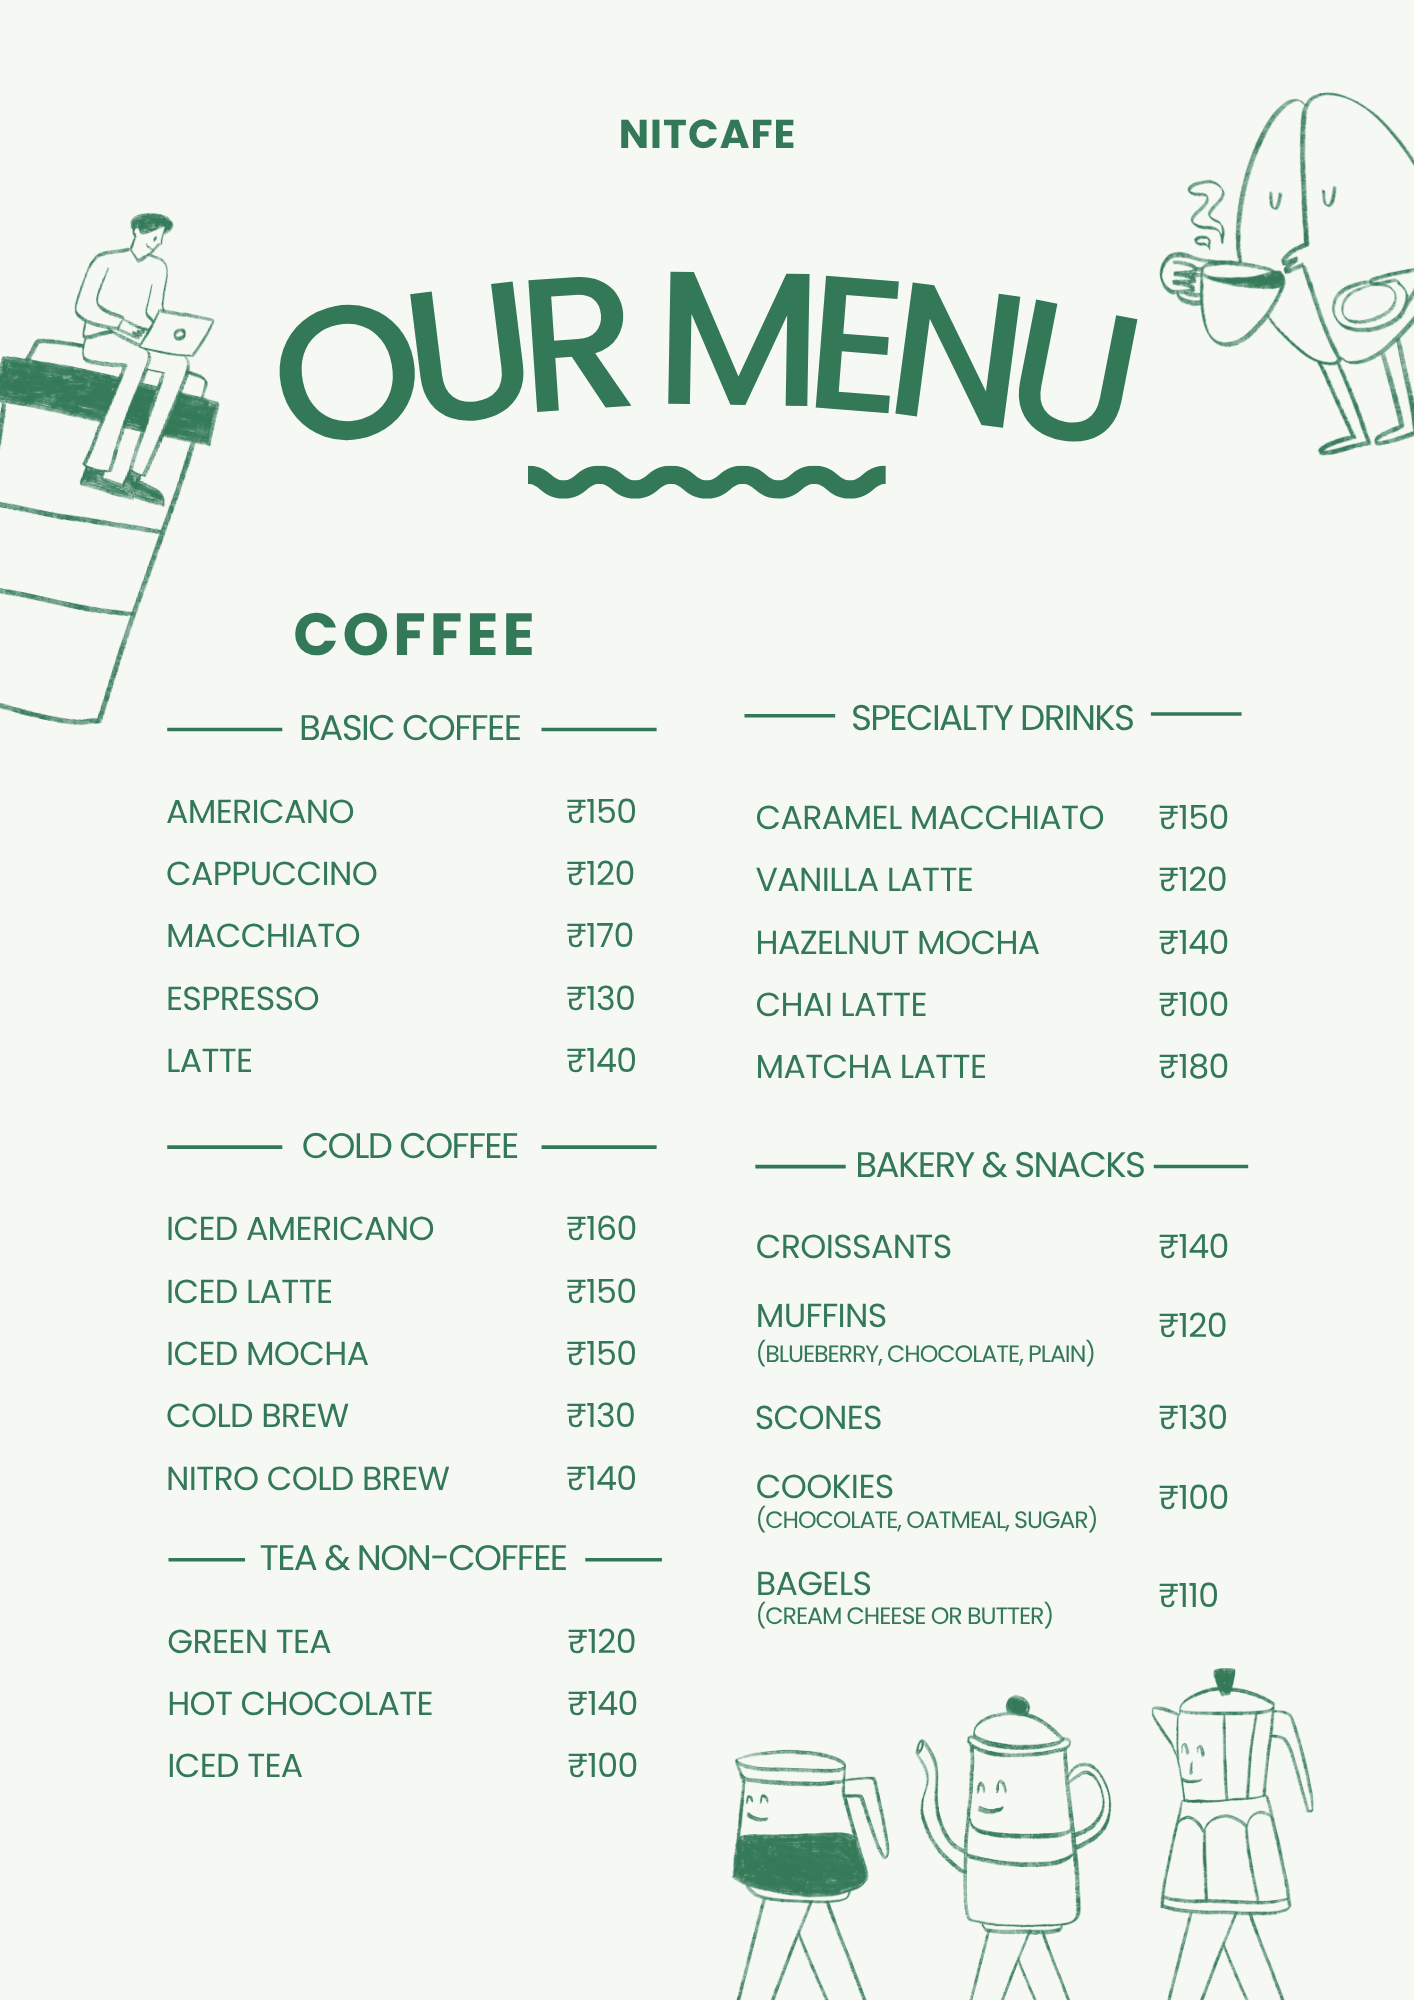 NITCAFE
OUR MENU
COFFEE
BASIC COFFEE
AMERICANO ₹150
CAPPUCCINO ₹120
MACCHIATO ₹170
ESPRESSO ₹130
LATTE ₹140
COLD COFFEE
ICED AMERICANO ₹160
ICED LATTE ₹150
ICED MOCHA ₹150
COLD BREW ₹130
NITRO COLD BREW ₹140
TEA & NON-COFFEE
GREEN TEA ₹120
HOT CHOCOLATE ₹140
ICED TEA ₹100
SPECIALTY DRINKS
CARAMEL MACCHIATO ₹150
VANILLA LATTE ₹120
HAZELNUT MOCHA ₹140
CHAI LATTE ₹100
MATCHA LATTE ₹180
BAKERY & SNACKS
CROISSANTS ₹140
MUFFINS ₹120
(BLUEBERRY, CHOCOLATE, PLAIN)
SCONES ₹130
COOKIES ₹100
(CHOCOLATE, OATMEAL, SUGAR)
BAGELS ₹110
(CREAM CHEESE OR BUTTER)